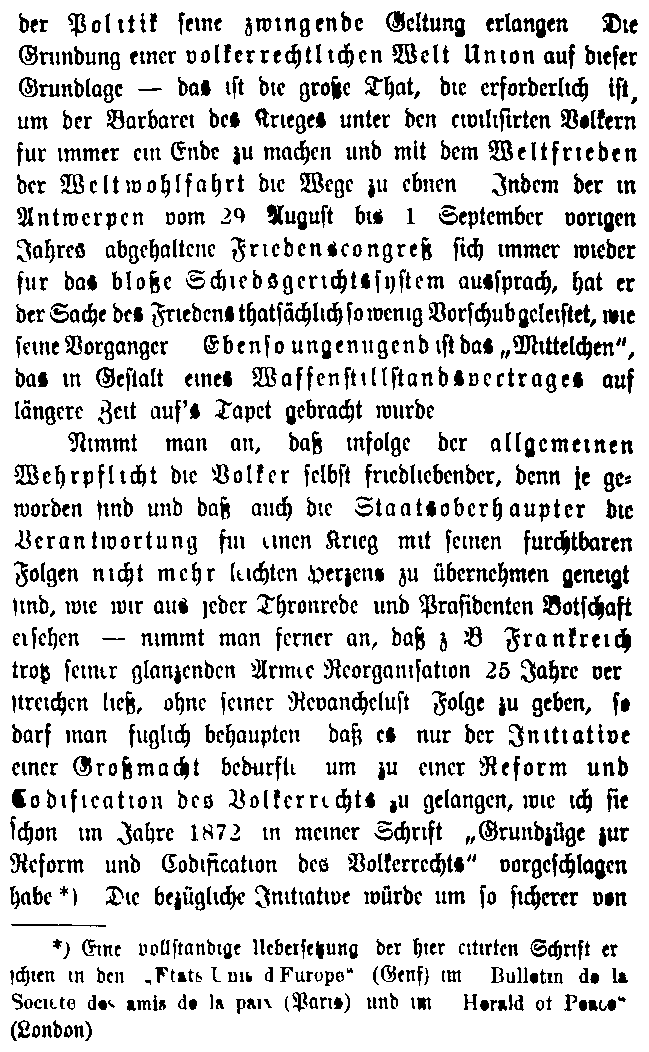 der Politik seine zwingende Geltung erlangen Die
Grundung einer volkerrechtlichen Welt Union auf dieser
Grundlage — das ist die große That, die erforderlich ist,
um der Barbarei des Krieges unter den civilisirten Volkern
fur immer ein Ende zu machen und mit dem Weltfrieden
der Weltwohlfahrt die Wege zu ebnen Indem der in
Antwerpen vom 29 August bis 1 September vorigen
Jahres abgehaltene Friedenscongreß sich immer wieder
fur das bloße Schiedsgerichtssystem aussprach, hat er
der Sache des Friedens thatsächlich so wenig Vorschub geleistet, wie
seine Vorganger Ebenso ungenugend ist das „Mittelchen“,
das in Gestalt eines Waffenstillstandsvertrages auf
längere Zeit auf's Tapet gebracht wurde
Nimmt man an, daß infolge der allgemeinen
Wehrpflicht die Volker selbst friedliebender, denn je ge-
worden sind und daß auch die Staatsoberhaupter die
Verantwortung fur einen Krieg mit seinen furchtbaren
Folgen nicht mehr leichten Herzens zu übernehmen geneigt
sind, wie wir aus jeder Thronrede und Prasidenten Botschaft
ersehen — nimmt man ferner an, daß z B Frankreich
trotz seiner glanzenden Armee Reorganisation 25 Jahre ver
streichen ließ, ohne seiner Revanchelust Folge zu geben, so
darf man fuglich behaupten daß es nur der Initiative
einer Großmacht bedurfte um zu einer Reform und
Codification des Volkerrechts zu gelangen, wie ich sie
schon im Jahre 1872 in meiner Schrift „Grundzüge zur
Reform und Codification des Volkerrechts“ vorgeschlagen
habe *) Die bezügliche Initiative würde um so sicherer von
*) Eine vollstandige Uebersetzung der hier citirten Schrift er
schien in den „Etats Unis d Europe“ (Genf) im Bulletin de la
Societe des amis de la paix (Paris) und im Herald of Peace“
(London)